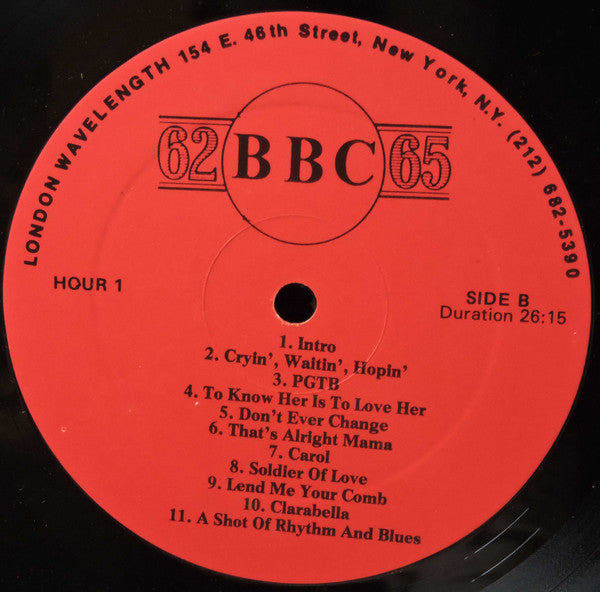 LONDON WAVELENGTH 154 E. 46th Street, New York, N.Y. (212) 682-5390
62 BBC 65
HOUR 1
SIDE B
Duration 26:15
1. Intro
2. Cryin', Waitin', Hopin'
3. PGTB
4. To Know Her Is To Love Her
5. Don't Ever Change
6. That's Alright Mama
7. Carol
8. Soldier Of Love
9. Lend Me Your Comb
10. Clarabella
11. A Shot Of Rhythm And Blues